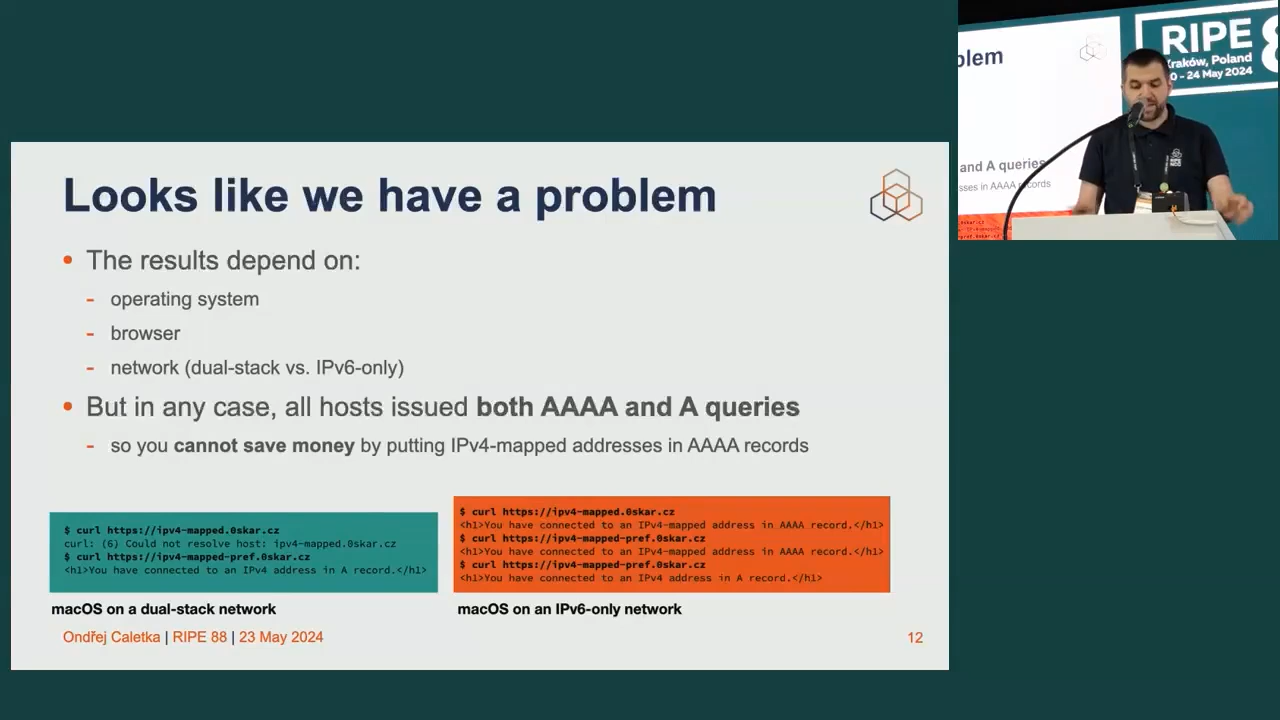 Looks like we have a problem
• The results depend on:
- operating system
- browser
- network (dual-stack vs. IPv6-only)
• But in any case, all hosts issued both AAAA and A queries
- so you cannot save money by putting IPv4-mapped addresses in AAAA records
$ curl https://ipv4-mapped.0skar.cz
curl: (6) Could not resolve host: ipv4-mapped.0skar.cz
$ curl https://ipv4-mapped-pref.0skar.cz
<h1>You have connected to an IPv4 address in A record.</h1>
macOS on a dual-stack network
$ curl https://ipv4-mapped.0skar.cz
<h1>You have connected to an IPv4-mapped address in AAAA record.</h1>
$ curl https://ipv4-mapped-pref.0skar.cz
<h1>You have connected to an IPv4-mapped address in AAAA record.</h1>
$ curl https://ipv4-mapped-pref.0skar.cz
<h1>You have connected to an IPv4 address in A record.</h1>
macOS on an IPv6-only network
Ondřej Caletka | RIPE 88 | 23 May 2024
12
blem
and A queries
sses in AAAA records
RIPE 8
Kraków, Poland
0 - 24 May 2024